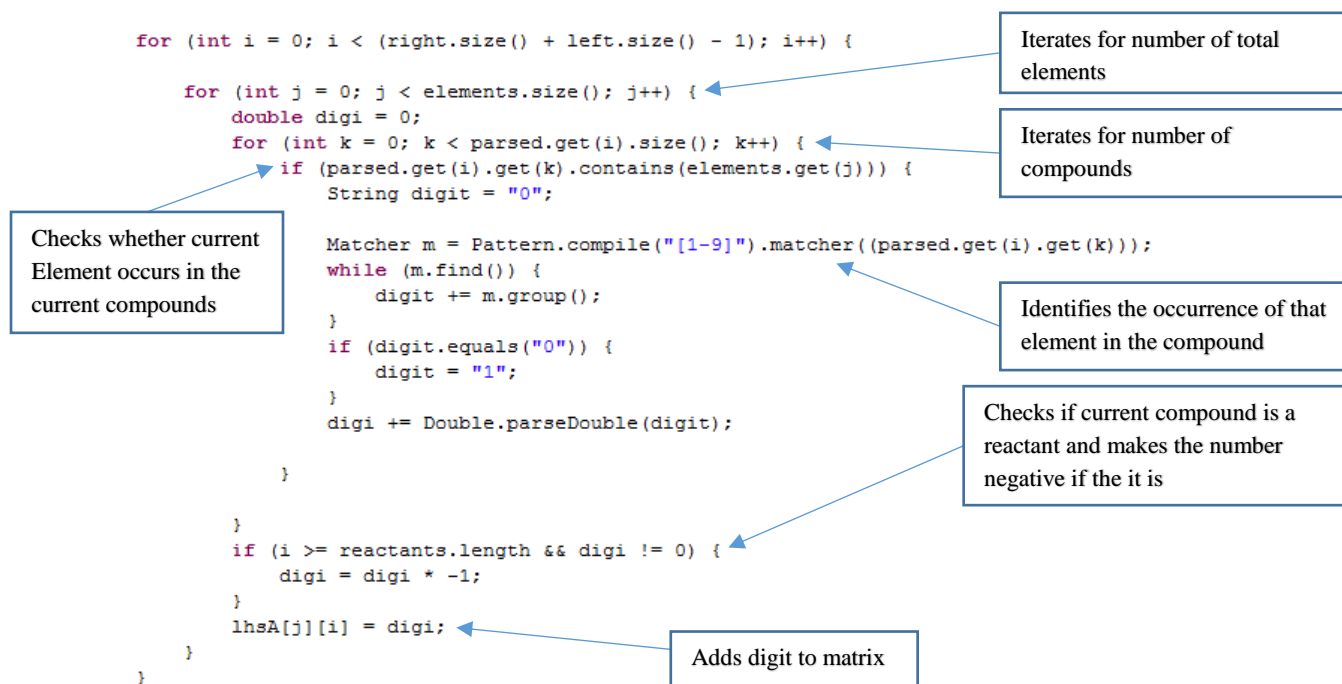 for (int i = 0; i < (right.size() + left.size() - 1); i++) {
Iterates for number of total
elements
for (int j = 0; j < elements.size(); j++) {
double digi = 0;
for (int k = 0; k < parsed.get(i).size(); k++) {
Iterates for number of
compounds
if (parsed.get(i).get(k).contains(elements.get(j))) {
String digit = "0";
Checks whether current
Element occurs in the
current compounds
Matcher m = Pattern.compile("[1-9]").matcher((parsed.get(i).get(k)));
while (m.find()) {
digit += m.group();
}
Identifies the occurrence of that
element in the compound
if (digit.equals("0")) {
digit = "1";
}
digi += Double.parseDouble(digit);
Checks if current compound is a
reactant and makes the number
negative if the it is
}
}
if (i >= reactants.length && digi != 0) {
digi = digi * -1;
}
lhsA[j][i] = digi;
Adds digit to matrix
}
}